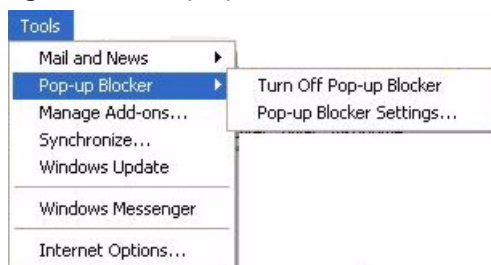 Tools
Mail and News
Pop-up Blocker
Turn Off Pop-up Blocker
Pop-up Blocker Settings...
Manage Add-ons...
Synchronize...
Windows Update
Windows Messenger
Internet Options...